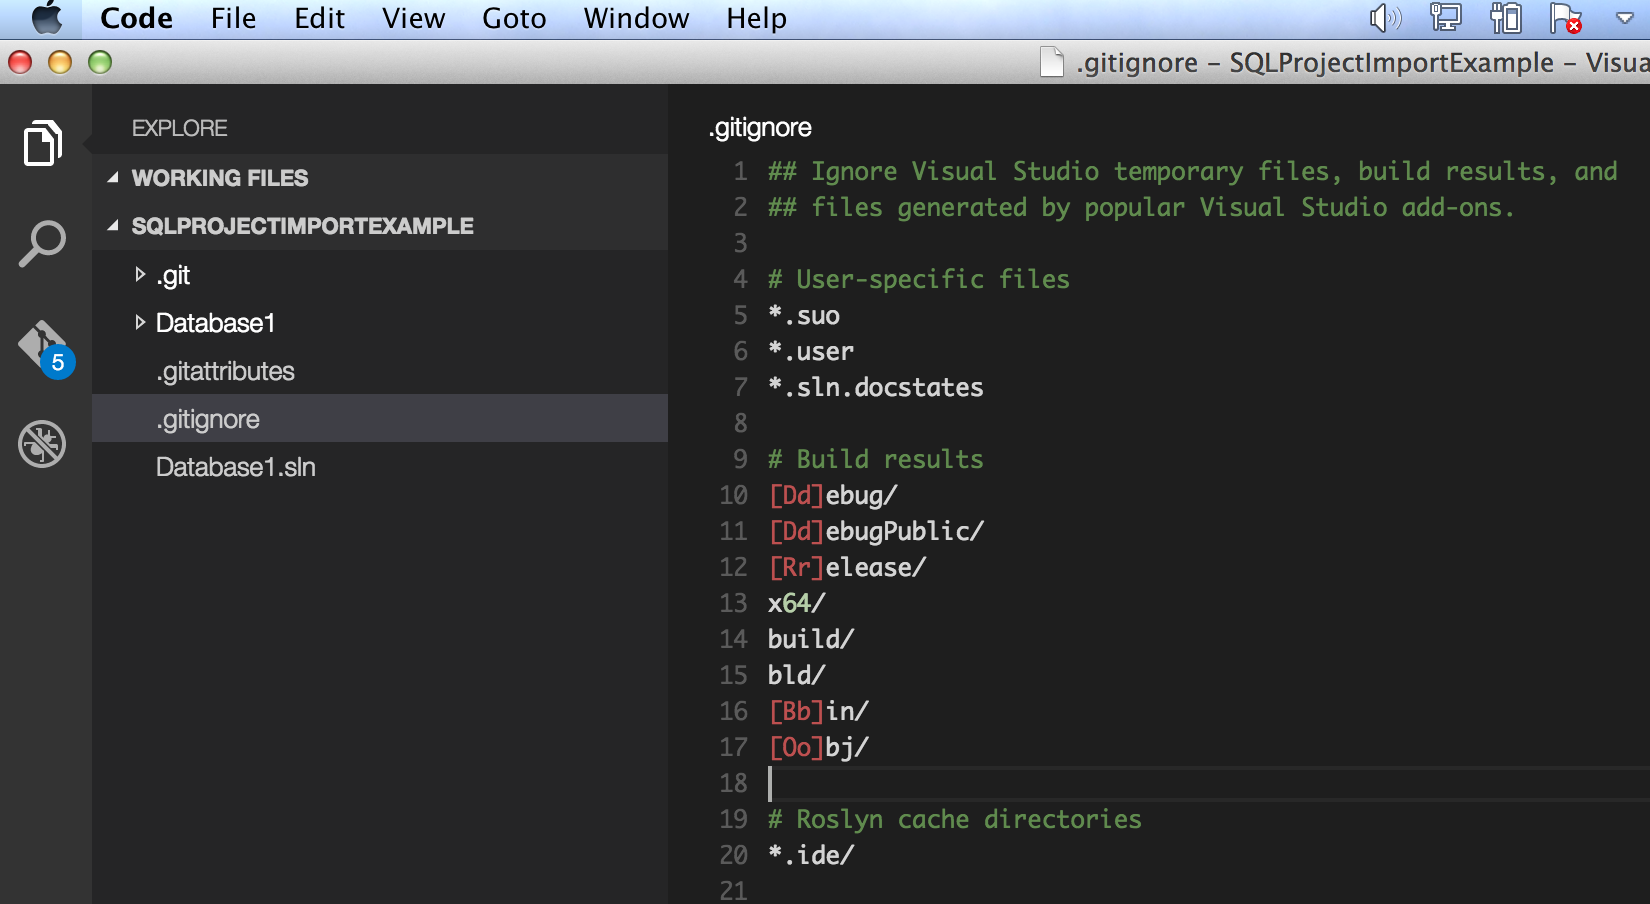 Code File Edit View Goto Window Help
.gitignore – SQLProjectImportExample – Visua
EXPLORE
WORKING FILES
SQLPROJECTIMPORTEXAMPLE
.git
Database1
.gitattributes
.gitignore
Database1.sln
5
.gitignore
1 ## Ignore Visual Studio temporary files, build results, and
2 ## files generated by popular Visual Studio add-ons.
3
4 # User-specific files
5 *.suo
6 *.user
7 *.sln.docstates
8
9 # Build results
10 [Dd]ebug/
11 [Dd]ebugPublic/
12 [Rr]elease/
13 x64/
14 build/
15 bld/
16 [Bb]in/
17 [Oo]bj/
18
19 # Roslyn cache directories
20 *.ide/
21